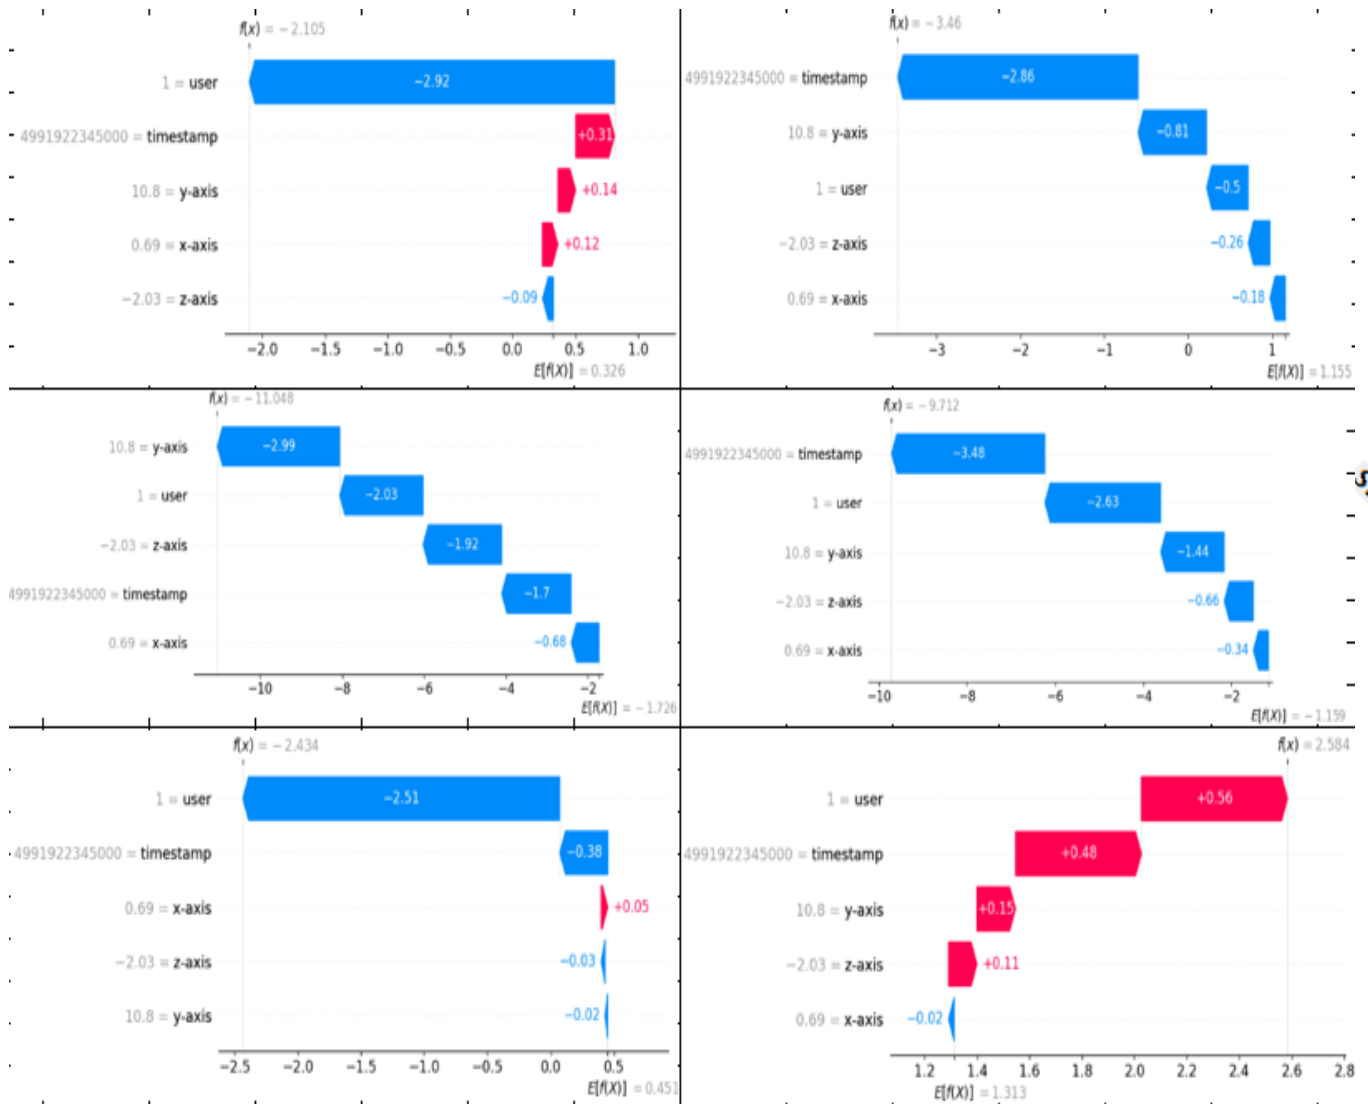 f(x) = −2.105
1 = user
−2.92
4991922345000 = timestamp
+0.31
10.8 = y-axis
+0.14
0.69 = x-axis
+0.12
−2.03 = z-axis
−0.09
−2.0 −1.5 −1.0 −0.5 0.0 0.5 1.0
E[f(X)] = 0.326
f(x) = −3.46
4991922345000 = timestamp
−2.86
10.8 = y-axis
−0.81
1 = user
−0.5
−2.03 = z-axis
−0.26
0.69 = x-axis
−0.18
−3 −2 −1 0 1
E[f(X)] = 1.155
f(x) = −11.048
10.8 = y-axis
−2.99
1 = user
−2.03
−2.03 = z-axis
−1.92
4991922345000 = timestamp
−1.7
0.69 = x-axis
−0.68
−10 −8 −6 −4 −2
E[f(X)] = −1.726
f(x) = −9.712
4991922345000 = timestamp
−3.48
1 = user
−2.63
10.8 = y-axis
−1.44
−2.03 = z-axis
−0.66
0.69 = x-axis
−0.34
−10 −8 −6 −4 −2
E[f(X)] = −1.159
f(x) = −2.434
1 = user
−2.51
4991922345000 = timestamp
−0.38
0.69 = x-axis
+0.05
−2.03 = z-axis
−0.03
10.8 = y-axis
−0.02
−2.5 −2.0 −1.5 −1.0 −0.5 0.0 0.5
E[f(X)] = 0.451
f(x) = 2.584
1 = user
+0.56
4991922345000 = timestamp
+0.48
10.8 = y-axis
+0.15
−2.03 = z-axis
+0.11
0.69 = x-axis
−0.02
1.2 1.4 1.6 1.8 2.0 2.2 2.4 2.6 2.8
E[f(X)] = 1.313